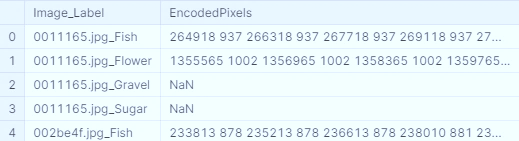 Image_Label EncodedPixels
0 0011165.jpg_Fish 264918 937 266318 937 267718 937 269118 937 27...
1 0011165.jpg_Flower 1355565 1002 1356965 1002 1358365 1002 1359765...
2 0011165.jpg_Gravel NaN
3 0011165.jpg_Sugar NaN
4 002be4f.jpg_Fish 233813 878 235213 878 236613 878 238010 881 23...